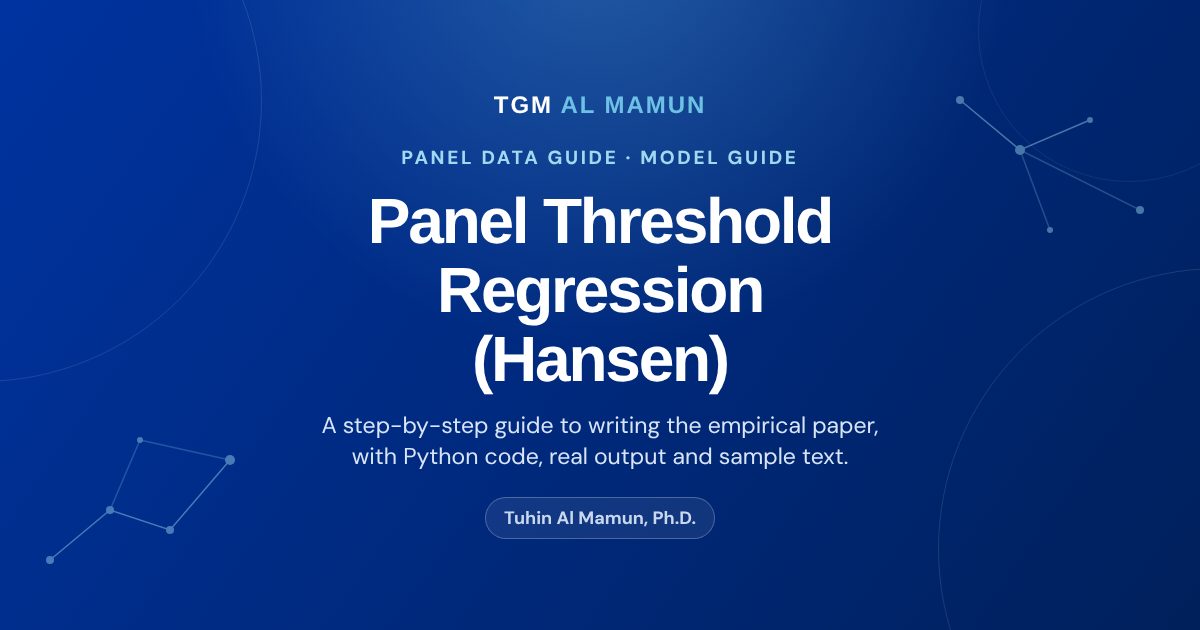 TGM AL MAMUN
PANEL DATA GUIDE · MODEL GUIDE
Panel Threshold
Regression
(Hansen)
A step-by-step guide to writing the empirical paper,
with Python code, real output and sample text.
Tuhin Al Mamun, Ph.D.